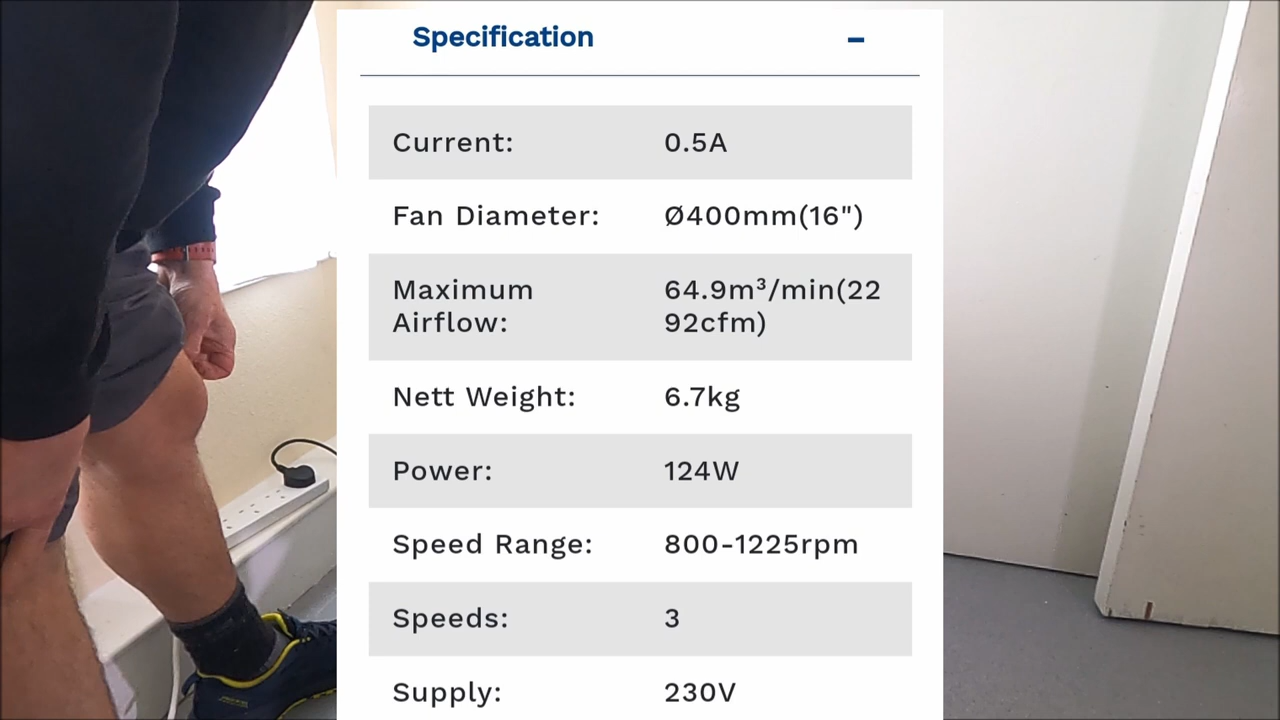 Specification
Current: 0.5A
Fan Diameter: Ø400mm(16")
Maximum 64.9m³/min(22
Airflow: 92cfm)
Nett Weight: 6.7kg
Power: 124W
Speed Range: 800-1225rpm
Speeds: 3
Supply: 230V